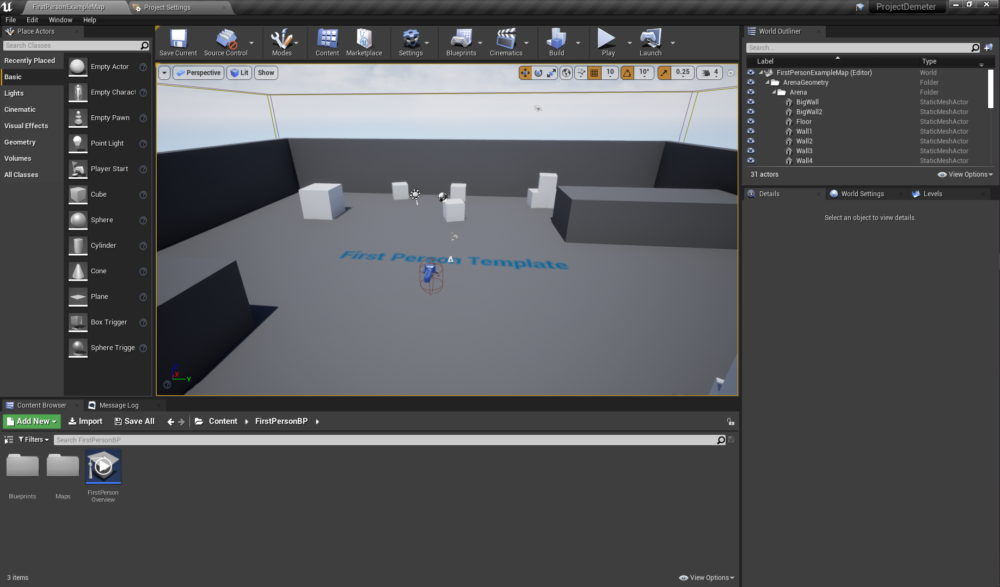 FirstPersonExampleMap
Project Settings
ProjectDemeter
File Edit Window Help
Place Actors
Search Classes
Recently Placed
Basic
Lights
Cinematic
Visual Effects
Geometry
Volumes
All Classes
Empty Actor
Empty Charact
Empty Pawn
Point Light
Player Start
Cube
Sphere
Cylinder
Cone
Plane
Box Trigger
Sphere Trigge
Save Current
Source Control
Modes
Content
Marketplace
Settings
Blueprints
Cinematics
Build
Play
Launch
Perspective
Lit
Show
10
10°
0.25
4
First Person Template
Z
X
Y
World Outliner
Search...
Label Type
FirstPersonExampleMap (Editor) World
ArenaGeometry Folder
Arena Folder
BigWall StaticMeshActor
BigWall2 StaticMeshActor
Floor StaticMeshActor
Wall1 StaticMeshActor
Wall2 StaticMeshActor
Wall3 StaticMeshActor
Wall4 StaticMeshActor
31 actors
View Options
Details
World Settings
Levels
Select an object to view details.
Content Browser
Message Log
Add New
Import
Save All
Content
FirstPersonBP
Filters
Search FirstPersonBP
Blueprints
Maps
FirstPerson
Overview
3 items
View Options